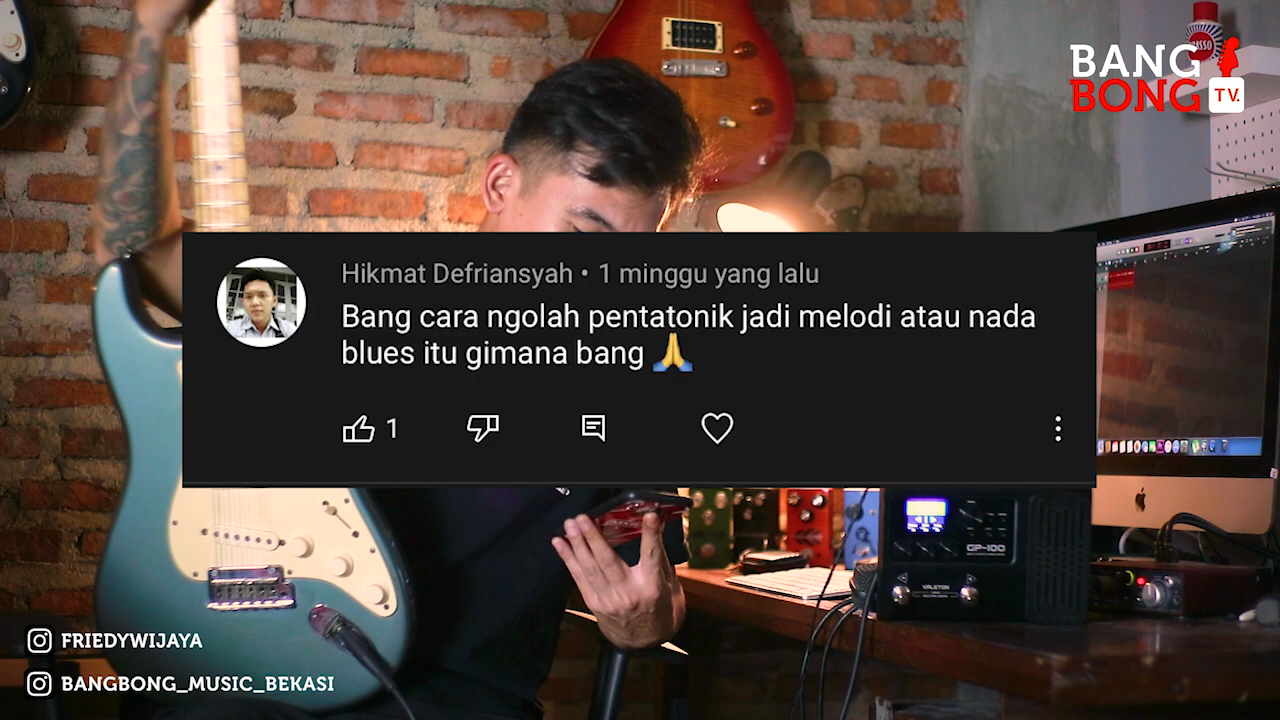 BANG
BONG TV.
Hikmat Defriansyah • 1 minggu yang lalu
Bang cara ngolah pentatonik jadi melodi atau nada
blues itu gimana bang 🙏
1
GP-100
VALETON
FRIEDYWIJAYA
BANGBONG_MUSIC_BEKASI